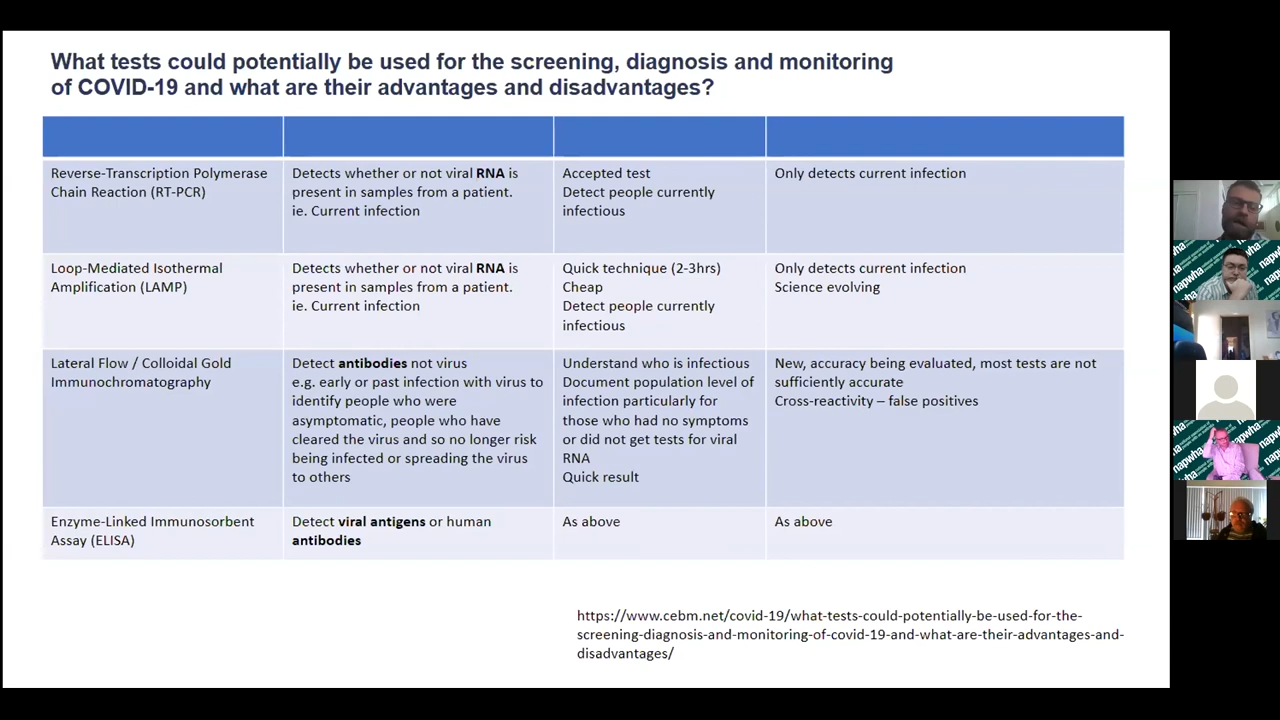 What tests could potentially be used for the screening, diagnosis and monitoring
of COVID-19 and what are their advantages and disadvantages?
Reverse-Transcription Polymerase
Chain Reaction (RT-PCR)
Detects whether or not viral RNA is
present in samples from a patient.
ie. Current infection
Accepted test
Detect people currently
infectious
Only detects current infection
Loop-Mediated Isothermal
Amplification (LAMP)
Detects whether or not viral RNA is
present in samples from a patient.
ie. Current infection
Quick technique (2-3hrs)
Cheap
Detect people currently
infectious
Only detects current infection
Science evolving
Lateral Flow / Colloidal Gold
Immunochromatography
Detect antibodies not virus
e.g. early or past infection with virus to
identify people who were
asymptomatic, people who have
cleared the virus and so no longer risk
being infected or spreading the virus
to others
Understand who is infectious
Document population level of
infection particularly for
those who had no symptoms
or did not get tests for viral
RNA
Quick result
New, accuracy being evaluated, most tests are not
sufficiently accurate
Cross-reactivity – false positives
Enzyme-Linked Immunosorbent
Assay (ELISA)
Detect viral antigens or human
antibodies
As above
As above
https://www.cebm.net/covid-19/what-tests-could-potentially-be-used-for-the-
screening-diagnosis-and-monitoring-of-covid-19-and-what-are-their-advantages-and-
disadvantages/
napwha
napwha
napwha
napwha